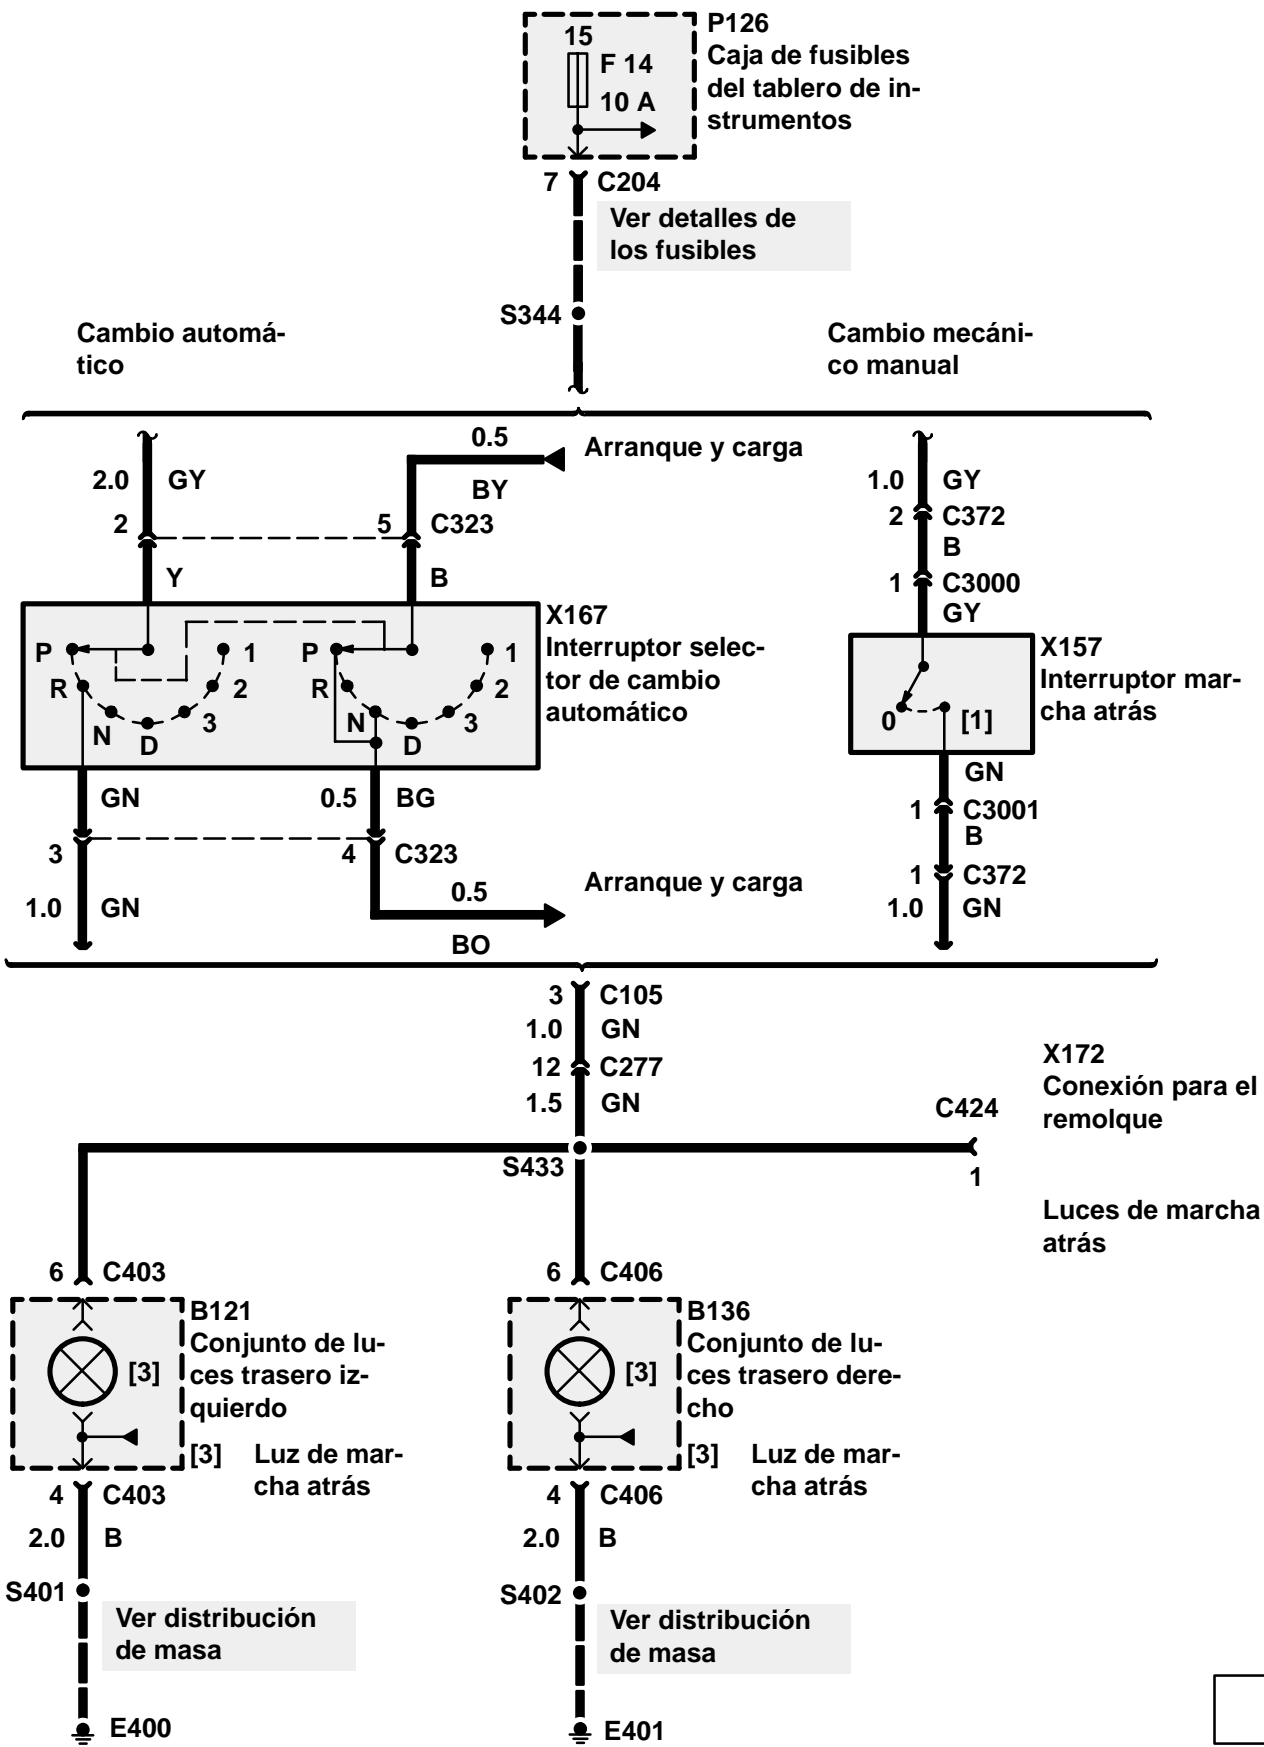 15
F 14
10 A
P126
Caja de fusibles
del tablero de in-
strumentos
7 C204
Ver detalles de
los fusibles
S344
Cambio automá-
tico
Cambio mecáni-
co manual
2.0 GY
0.5
BY
Arranque y carga
2
5 C323
Y
B
1.0 GY
2 C372
B
1 C3000
GY
P R N D 3 2 1
P R N D 3 2 1
X167
Interruptor selec-
tor de cambio
automático
0 [1]
X157
Interruptor mar-
cha atrás
GN
0.5 BG
3
4 C323
1.0 GN
0.5
BO
Arranque y carga
GN
1 C3001
B
1 C372
1.0 GN
3 C105
1.0 GN
12 C277
1.5 GN
S433
C424
1
X172
Conexión para el
remolque
Luces de marcha
atrás
6 C403
[3]
B121
Conjunto de lu-
ces trasero iz-
quierdo
[3] Luz de mar-
cha atrás
4 C403
2.0 B
S401
Ver distribución
de masa
E400
6 C406
[3]
B136
Conjunto de lu-
ces trasero dere-
cho
[3] Luz de mar-
cha atrás
4 C406
2.0 B
S402
Ver distribución
de masa
E401